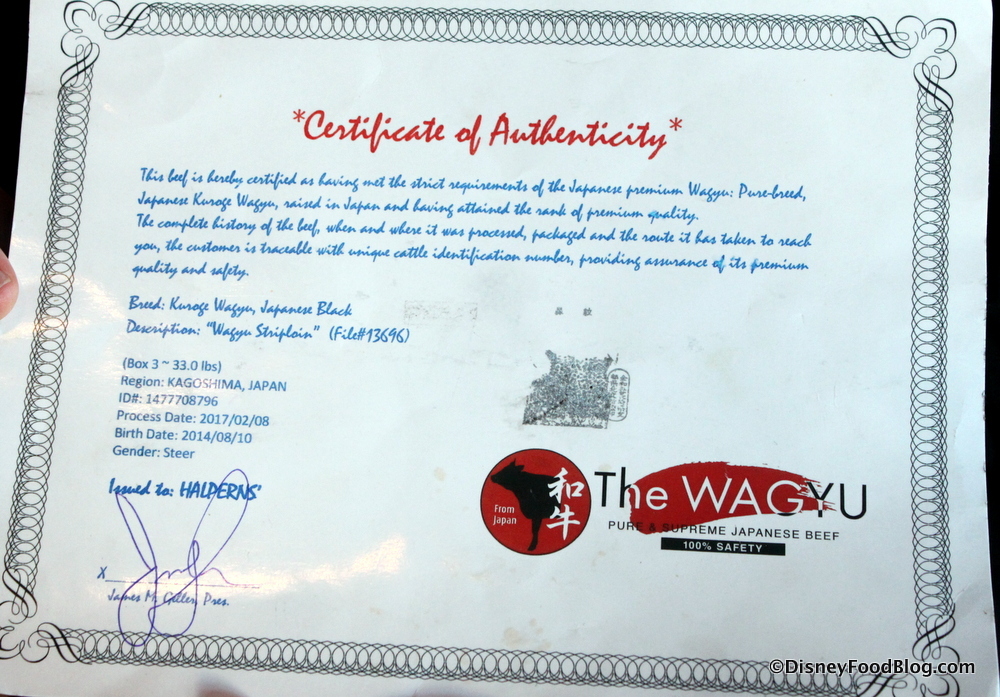 *Certificate of Authenticity*
This beef is hereby certified as having met the strict requirements of the Japanese premium Wagyu: Pure-breed,
Japanese Kuroge Wagyu, raised in Japan and having attained the rank of premium quality.
The complete history of the beef, when and where it was processed, packaged and the route it has taken to reach
you, the customer is traceable with unique cattle identification number, providing assurance of its premium
quality and safety.
Breed: Kuroge Wagyu, Japanese Black
Description: "Wagyu Striploin" (File#13696)
(Box 3 ~ 33.0 lbs)
Region: KAGOSHIMA, JAPAN
ID#: 1477708796
Process Date: 2017/02/08
Birth Date: 2014/08/10
Gender: Steer
Issued to: HALPERNS'
X
James M. Geller, Pres.
和牛
From
Japan
The WAGYU
PURE & SUPREME JAPANESE BEEF
100% SAFETY
©DisneyFoodBlog.com